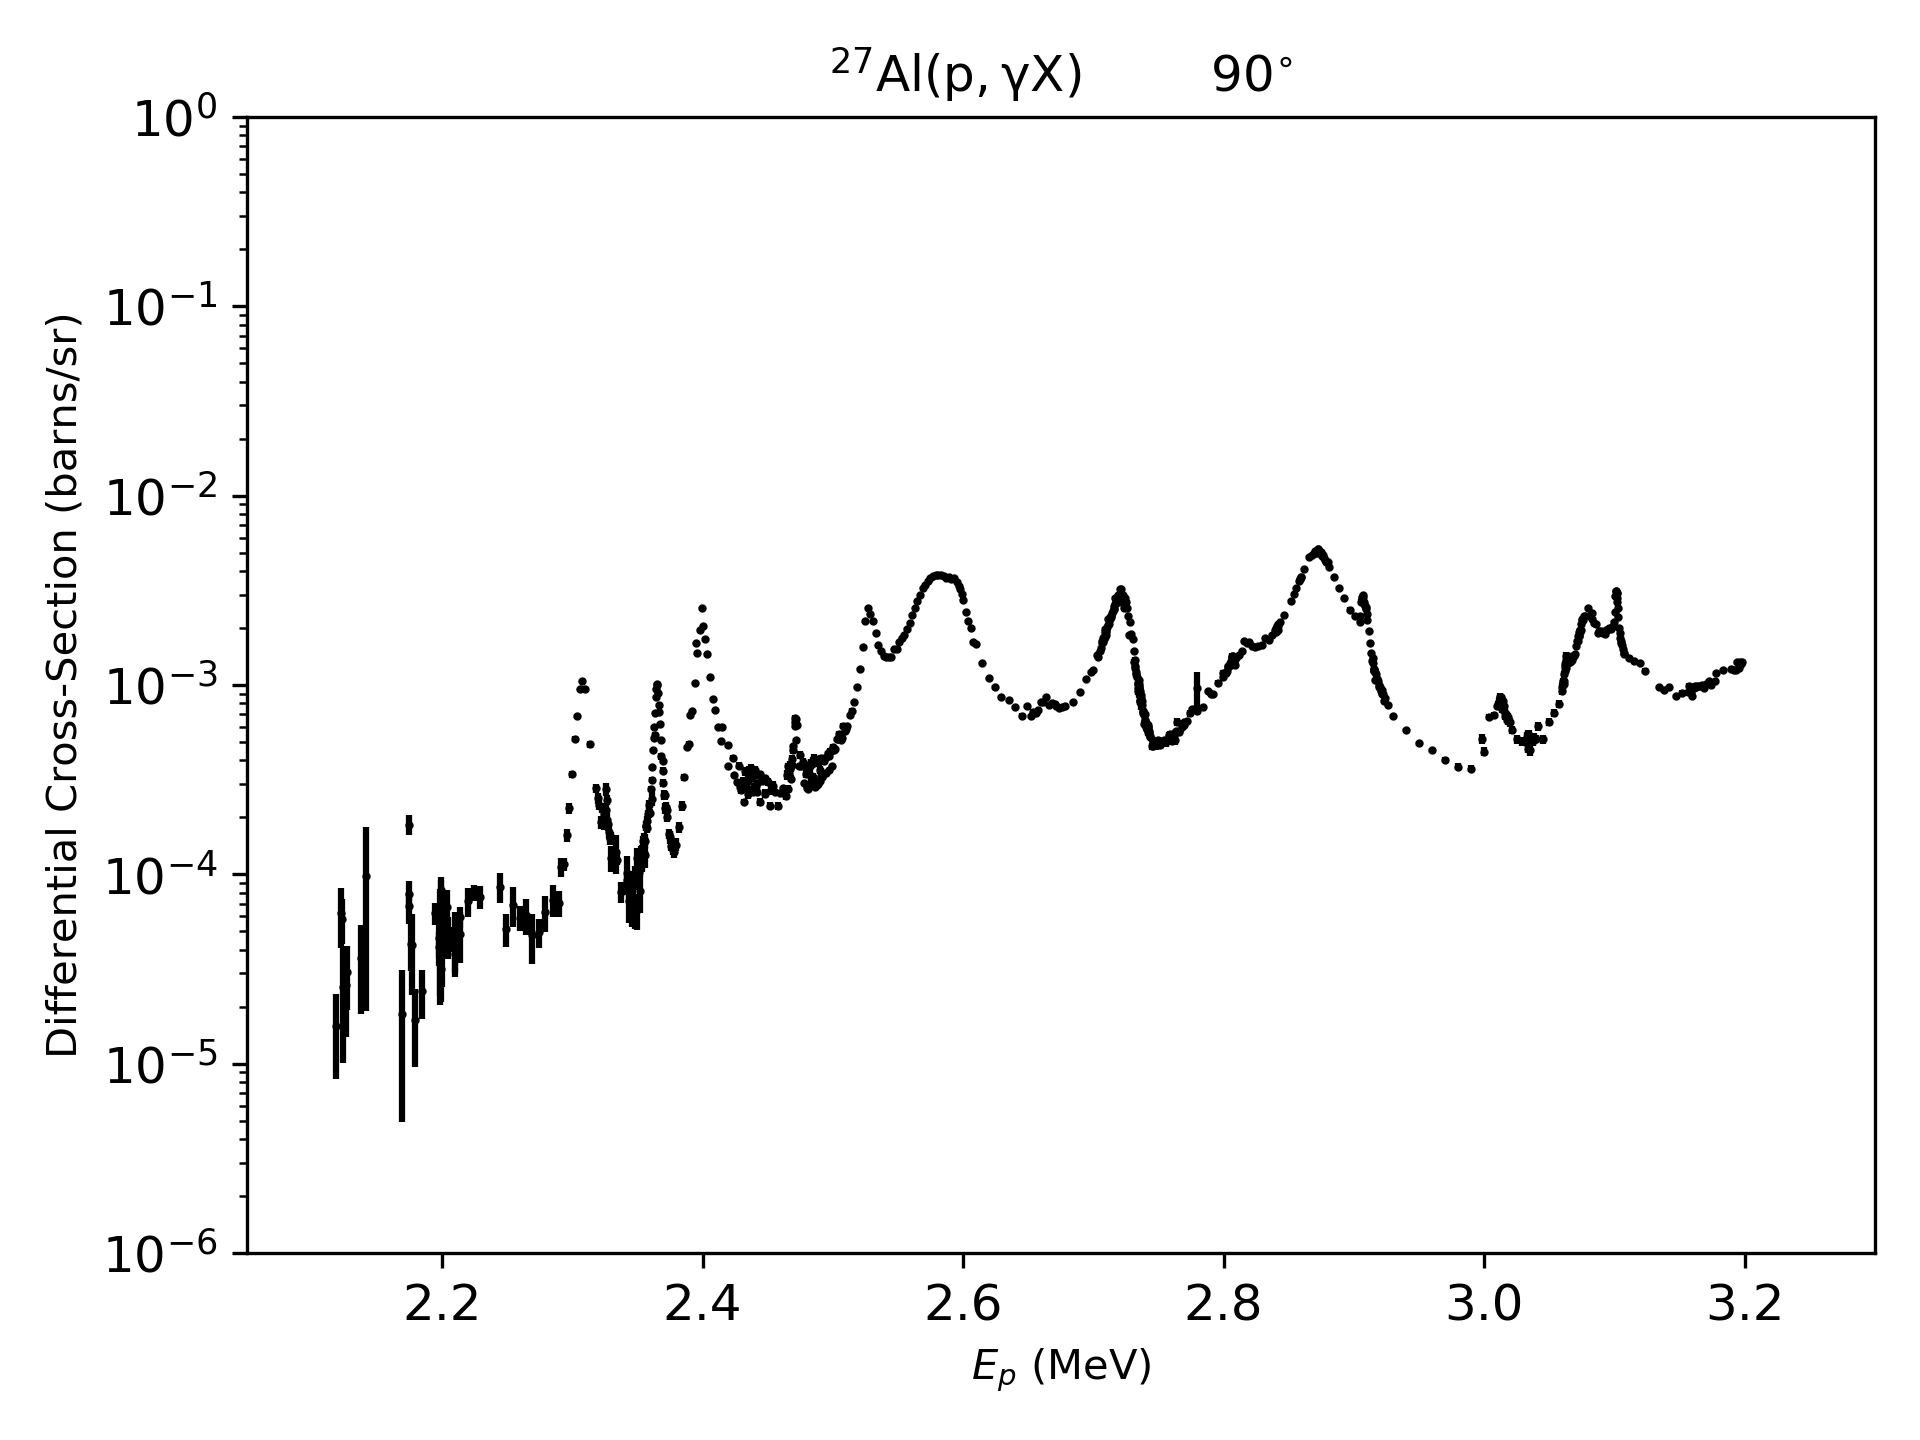 ²⁷Al(p, γX) 90°
10⁰
10⁻¹
10⁻²
10⁻³
10⁻⁴
10⁻⁵
10⁻⁶
Differential Cross-Section (barns/sr)
2.2 2.4 2.6 2.8 3.0 3.2
Eₚ (MeV)